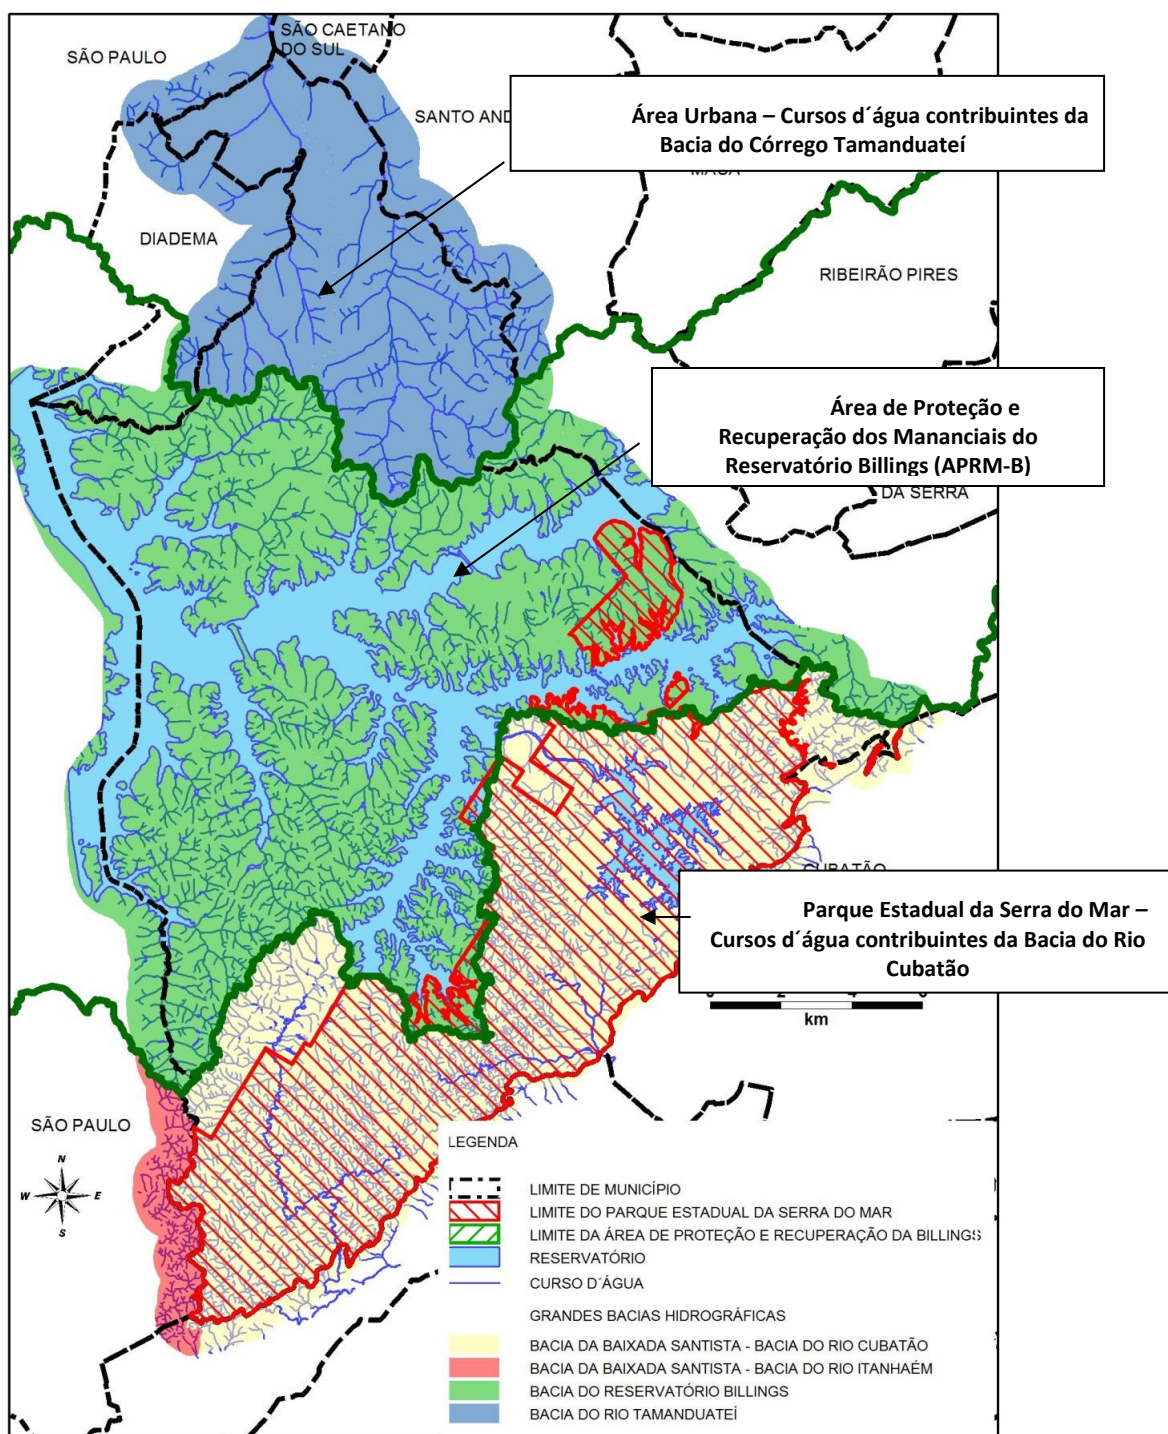 SÃO CAETANO
DO SUL
SÃO PAULO
SANTO AND
Área Urbana – Cursos d´água contribuintes da
Bacia do Córrego Tamanduateí
DIADEMA
RIBEIRÃO PIRES
Área de Proteção e
Recuperação dos Mananciais do
Reservatório Billings (APRM-B)
DA SERRA
CUBATÃO
Parque Estadual da Serra do Mar –
Cursos d´água contribuintes da Bacia do Rio
Cubatão
km
SÃO PAULO
N
W E
S
LEGENDA
LIMITE DE MUNICÍPIO
LIMITE DO PARQUE ESTADUAL DA SERRA DO MAR
LIMITE DA ÁREA DE PROTEÇÃO E RECUPERAÇÃO DA BILLINGS
RESERVATÓRIO
CURSO D´ÁGUA
GRANDES BACIAS HIDROGRÁFICAS
BACIA DA BAIXADA SANTISTA - BACIA DO RIO CUBATÃO
BACIA DA BAIXADA SANTISTA - BACIA DO RIO ITANHAÉM
BACIA DO RESERVATÓRIO BILLINGS
BACIA DO RIO TAMANDUATEÍ